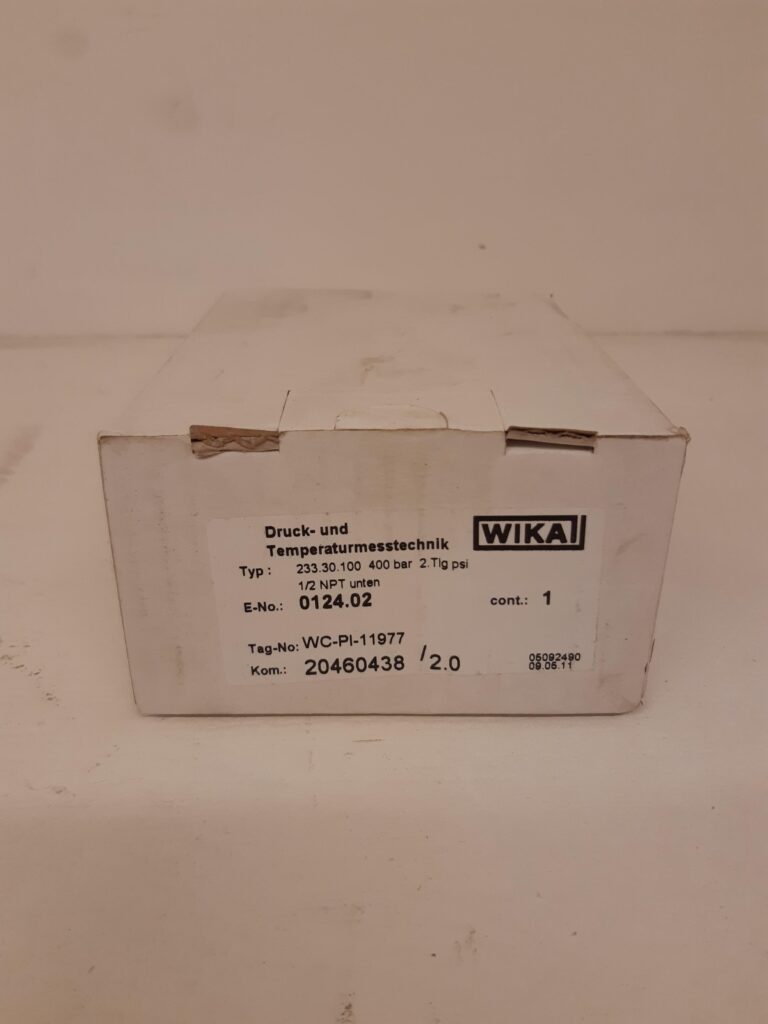 Druck- und
Temperaturmesstechnik
WIKA
Typ : 233.30.100 400 bar 2.Tlg psi
1/2 NPT unten
E-No.: 0124.02 cont.: 1
Tag-No: WC-PI-11977
Kom.: 20460438 / 2.0
05092490
09.05.11